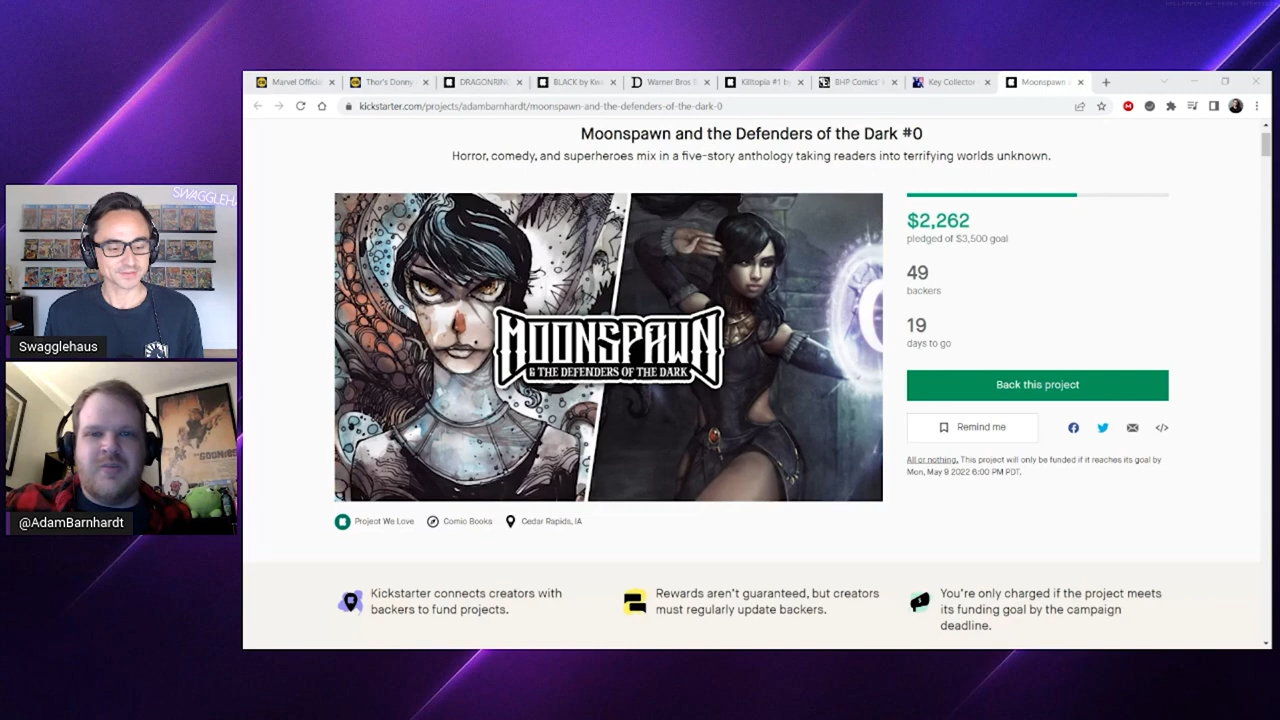 Marvel Officia
Thor's Donny
DRAGONRING
BLACK by Kwa
Warner Bros
Killtopia #1 by
BHP Comics'
Key Collector
Moonspawn
kickstarter.com/projects/adambarnhardt/moonspawn-and-the-defenders-of-the-dark-0
Moonspawn and the Defenders of the Dark #0
Horror, comedy, and superheroes mix in a five-story anthology taking readers into terrifying worlds unknown.
MOONSPAWN
& THE DEFENDERS OF THE DARK
$2,262
pledged of $3,500 goal
49
backers
19
days to go
Back this project
Remind me
All or nothing. This project will only be funded if it reaches its goal by
Mon, May 9 2022 6:00 PM PDT.
Project We Love
Comic Books
Cedar Rapids, IA
Kickstarter connects creators with
backers to fund projects.
Rewards aren't guaranteed, but creators
must regularly update backers.
You're only charged if the project meets
its funding goal by the campaign
deadline.
SWAGGLEHA
Swagglehaus
GOONIES
@AdamBarnhardt